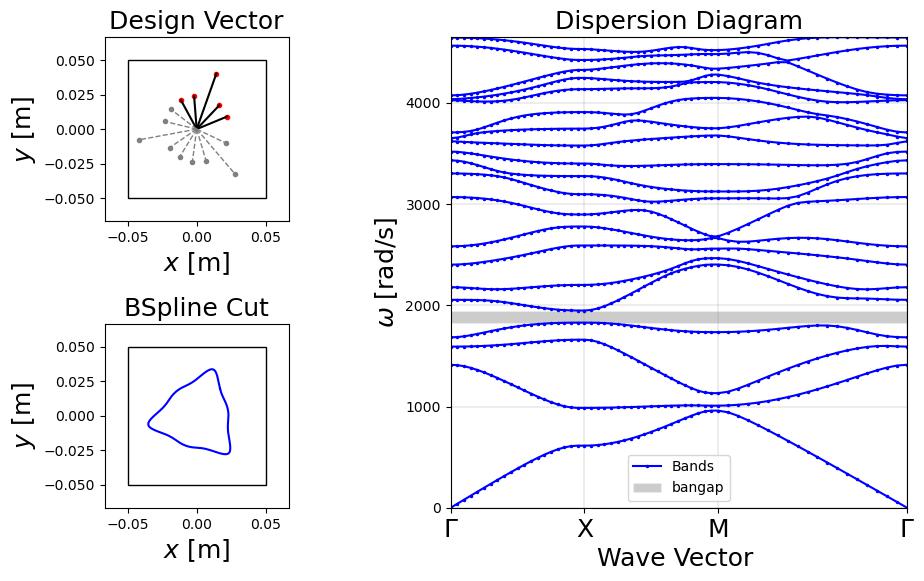 Design Vector
0.050
0.025
0.000
−0.025
−0.050
y [m]
−0.05
0.00
0.05
x [m]
BSpline Cut
0.050
0.025
0.000
−0.025
−0.050
y [m]
−0.05
0.00
0.05
x [m]
Dispersion Diagram
4000
3000
2000
1000
0
ω [rad/s]
Bands
bangap
Γ
X
M
Γ
Wave Vector